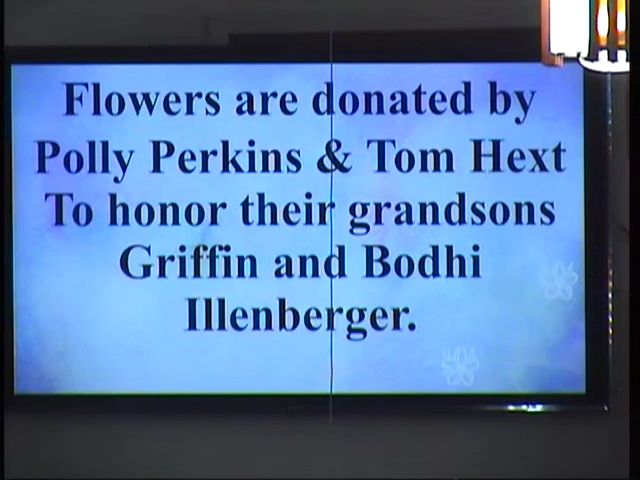 Flowers are donated by
Polly Perkins & Tom Hext
To honor their grandsons
Griffin and Bodhi
Illenberger.